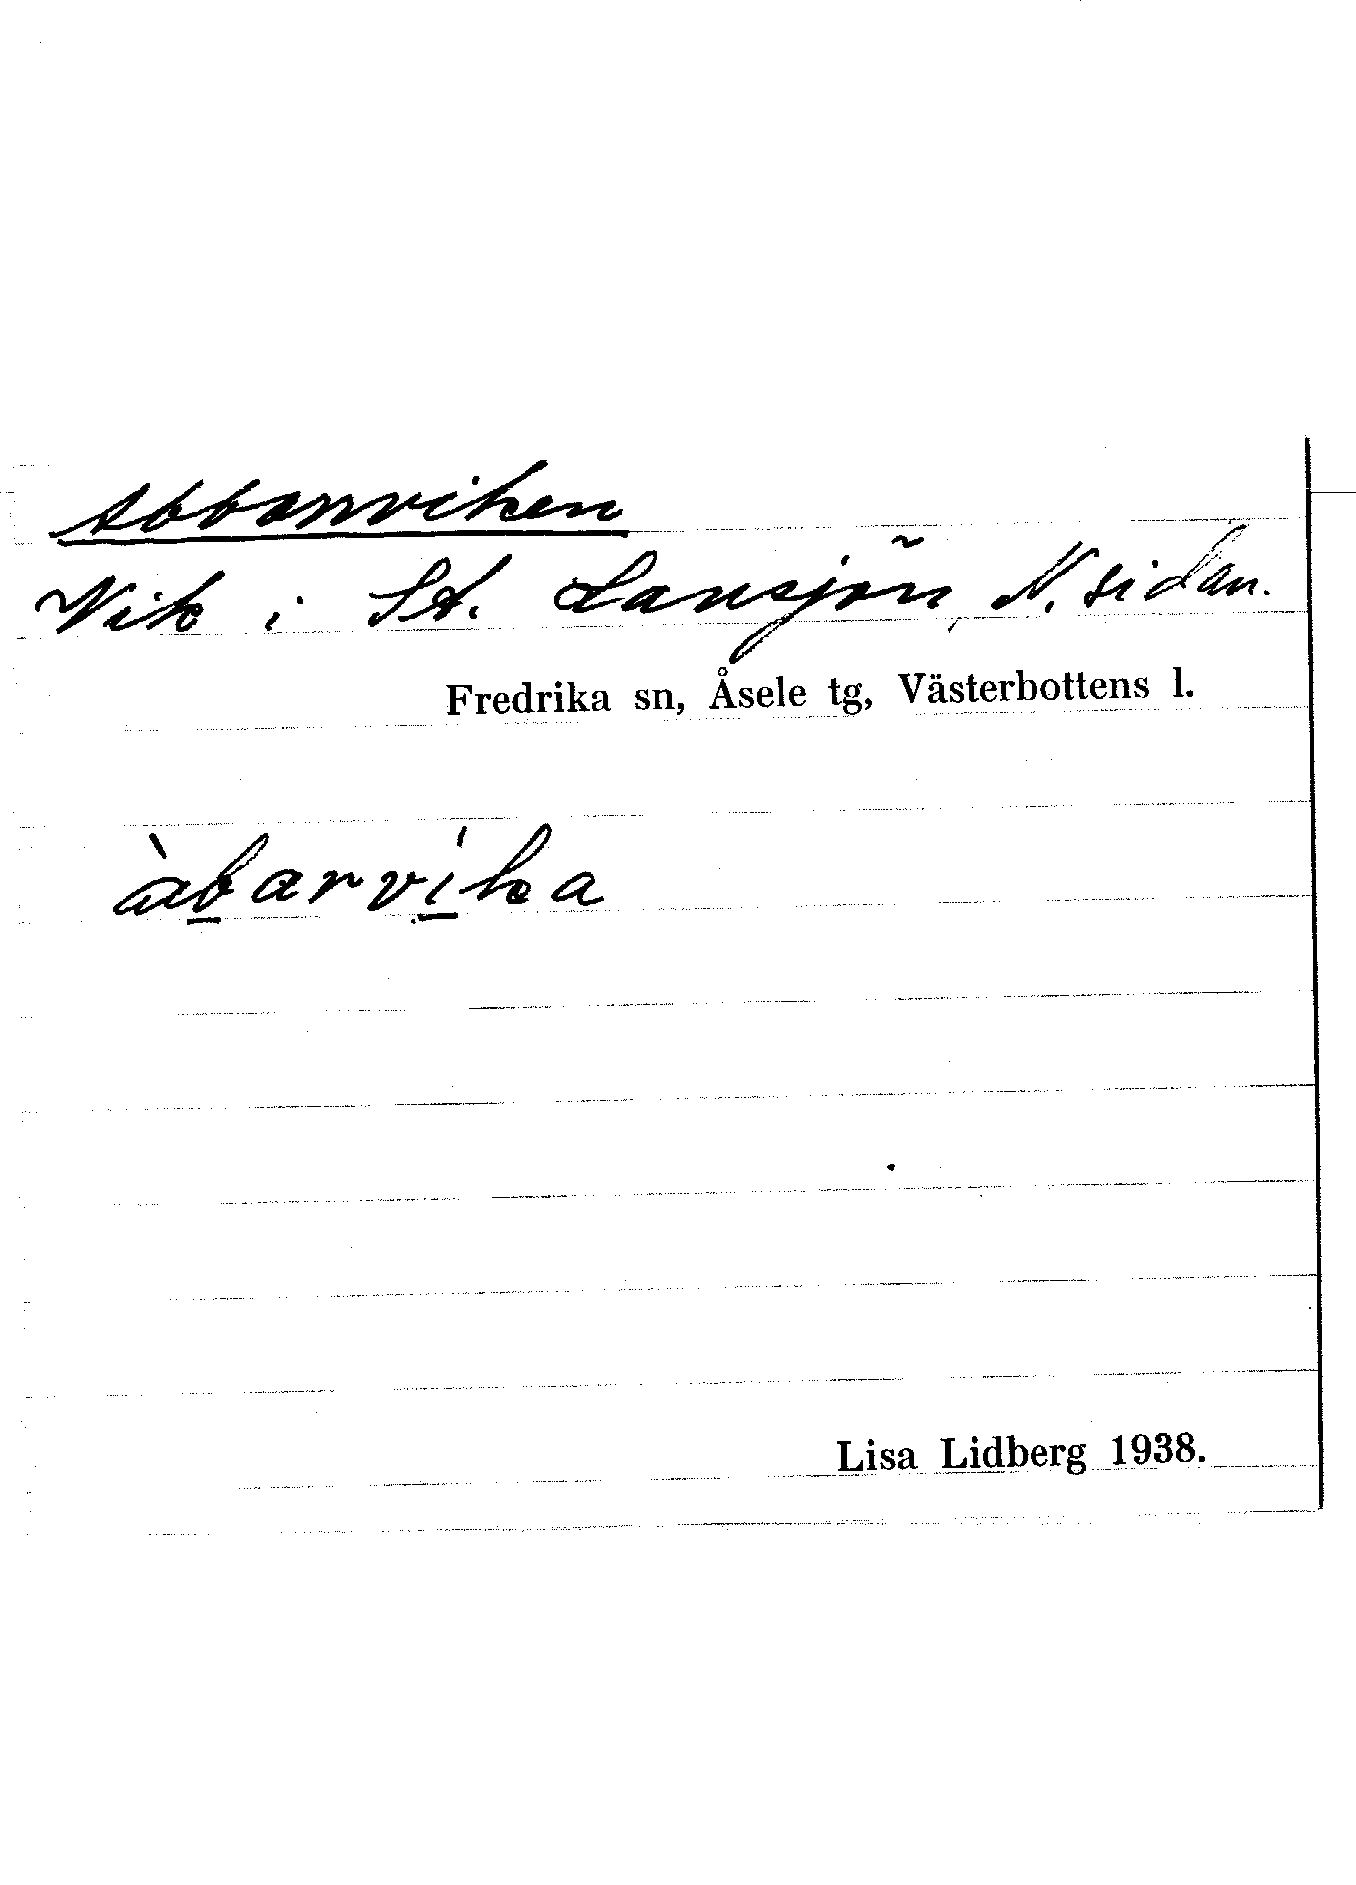 Abborrviken
Vik i St. Lansjön, N. sidan.
Fredrika sn, Åsele tg, Västerbottens l.
àbarvika
Lisa Lidberg 1938.